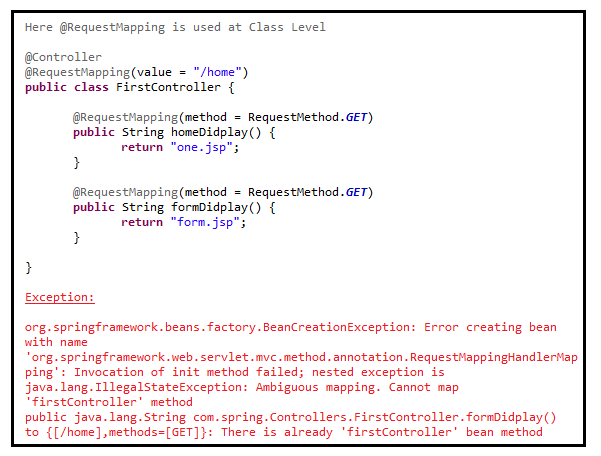 Here @RequestMapping is used at Class Level
@Controller
@RequestMapping(value = "/home")
public class FirstController {
@RequestMapping(method = RequestMethod.GET)
public String homeDidplay() {
return "one.jsp";
}
@RequestMapping(method = RequestMethod.GET)
public String formDidplay() {
return "form.jsp";
}
}
Exception:
org.springframework.beans.factory.BeanCreationException: Error creating bean
with name
'org.springframework.web.servlet.mvc.method.annotation.RequestMappingHandlerMap
ping': Invocation of init method failed; nested exception is
java.lang.IllegalStateException: Ambiguous mapping. Cannot map
'firstController' method
public java.lang.String com.spring.Controllers.FirstController.formDidplay()
to {[/home],methods=[GET]}: There is already 'firstController' bean method